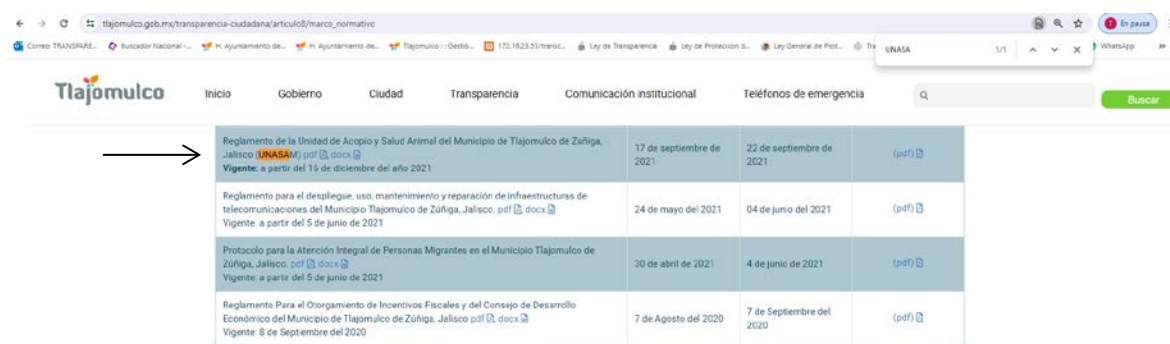 tlajomulco.gob.mx/transparencia-ciudadana/articulo8/marco_normativo
En pausa
Correo TRANSPARE... Buscador Nacional -... H. Ayuntamiento de... H. Ayuntamiento de... Tlajomulco ::Gestió... 172.16.23.51/transc... Ley de Transparencia Ley de Protección d... Ley General de Prot... WhatsApp »
UNASA 1/1
Tlajomulco Inicio Gobierno Ciudad Transparencia Comunicación institucional Teléfonos de emergencia Buscar
Reglamento de la Unidad de Acopio y Salud Animal del Municipio de Tlajomulco de Zúñiga,
Jalisco (UNASAM) pdf docx
Vigente: a partir del 16 de diciembre del año 2021
17 de septiembre de
2021
22 de septiembre de
2021
(pdf)
Reglamento para el despliegue, uso, mantenimiento y reparación de infraestructuras de
telecomunicaciones del Municipio Tlajomulco de Zúñiga, Jalisco. pdf docx
Vigente: a partir del 5 de junio de 2021
24 de mayo del 2021
04 de junio del 2021
(pdf)
Protocolo para la Atención Integral de Personas Migrantes en el Municipio Tlajomulco de
Zúñiga, Jalisco. pdf docx
Vigente: a partir del 5 de junio de 2021
30 de abril de 2021
4 de junio de 2021
(pdf)
Reglamento Para el Otorgamiento de Incentivos Fiscales y del Consejo de Desarrollo
Económico del Municipio de Tlajomulco de Zúñiga, Jalisco pdf docx
Vigente: 8 de Septiembre del 2020
7 de Agosto del 2020
7 de Septiembre del
2020
(pdf)